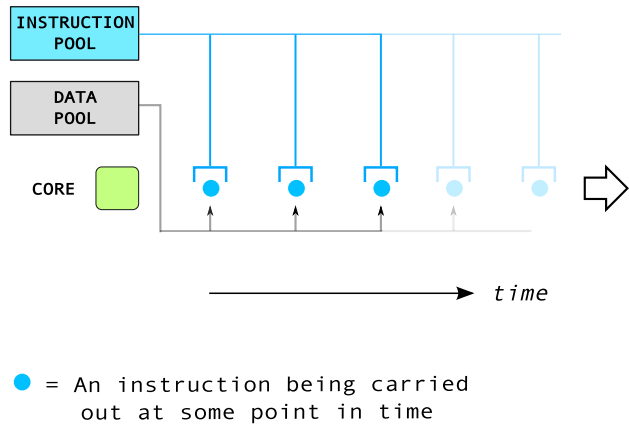 INSTRUCTION
POOL
DATA
POOL
CORE
time
= An instruction being carried
out at some point in time